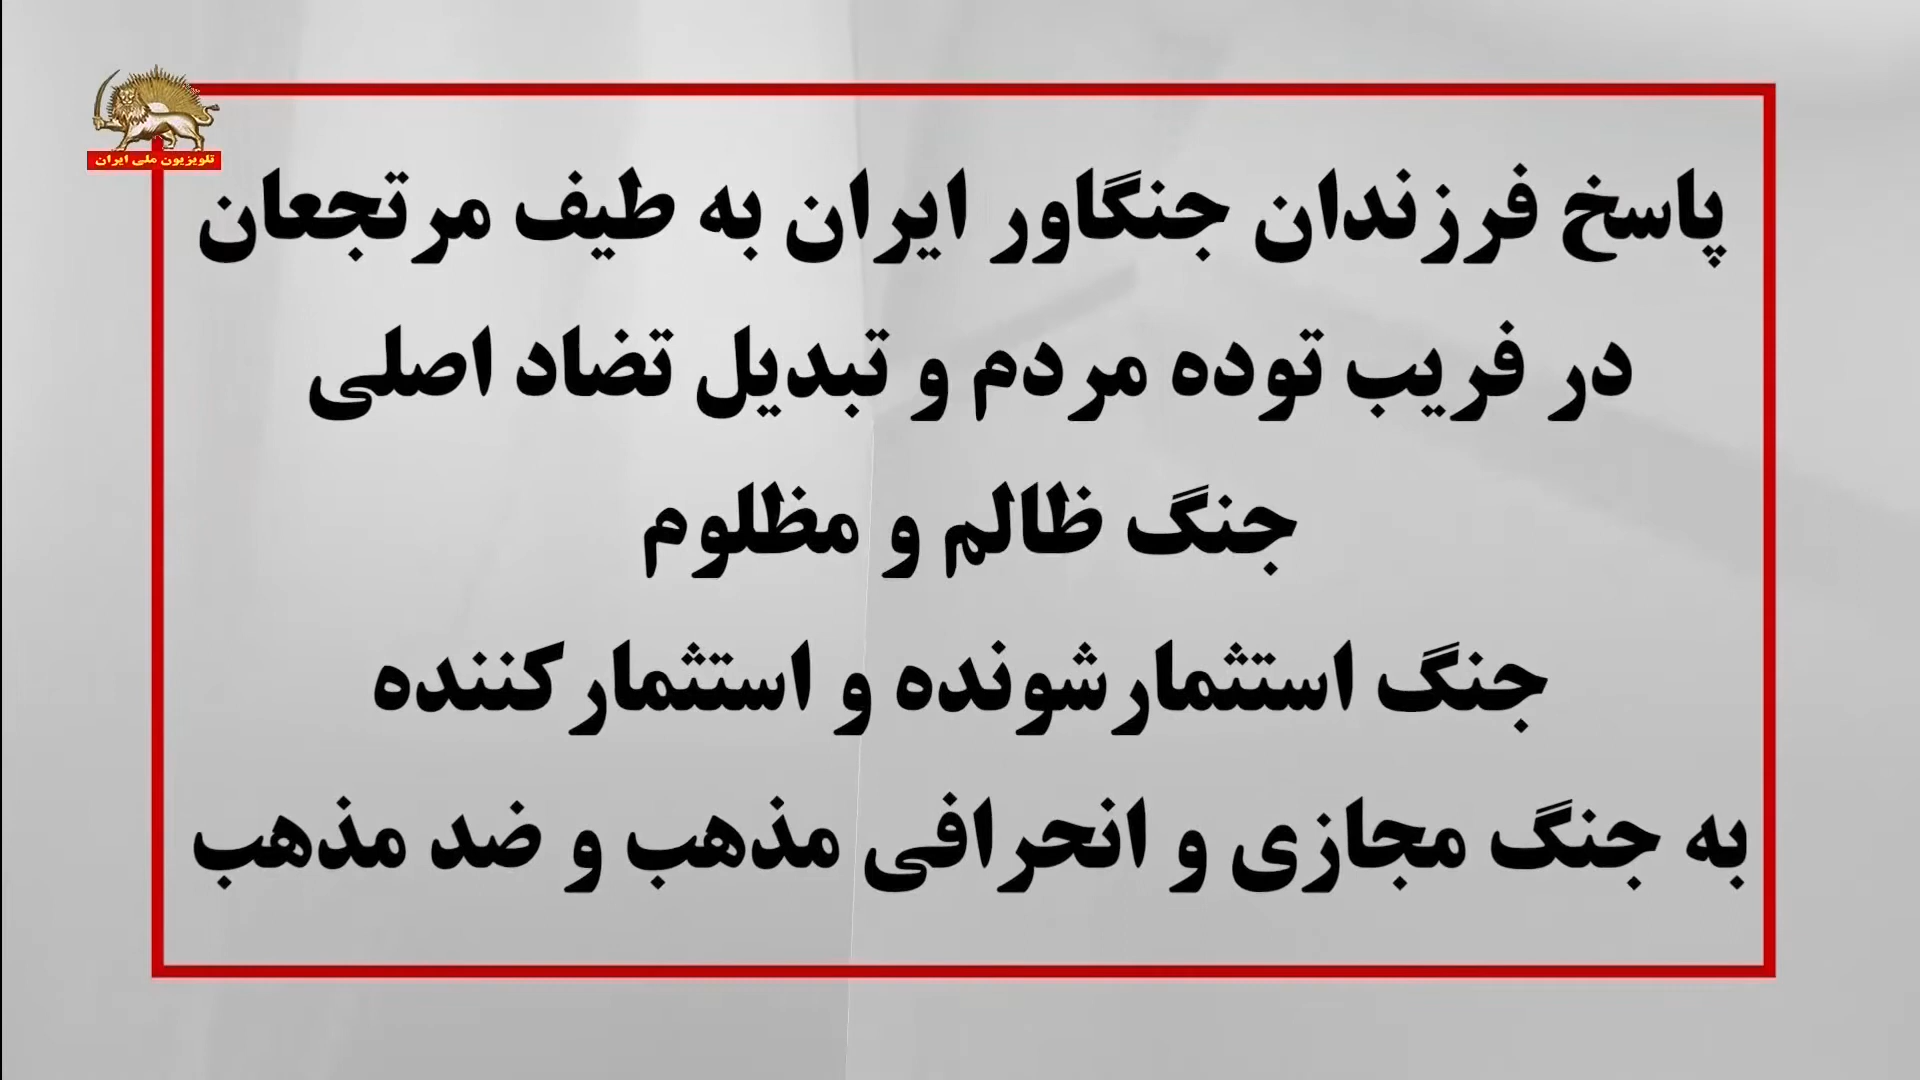 تلویزیون ملی ایران
پاسخ فرزندان جنگاور ایران به طیف مرتجعان
در فریب توده مردم و تبدیل تضاد اصلی
جنگ ظالم و مظلوم
جنگ استثمارشونده و استثمارکننده
به جنگ مجازی و انحرافی مذهب و ضد مذهب